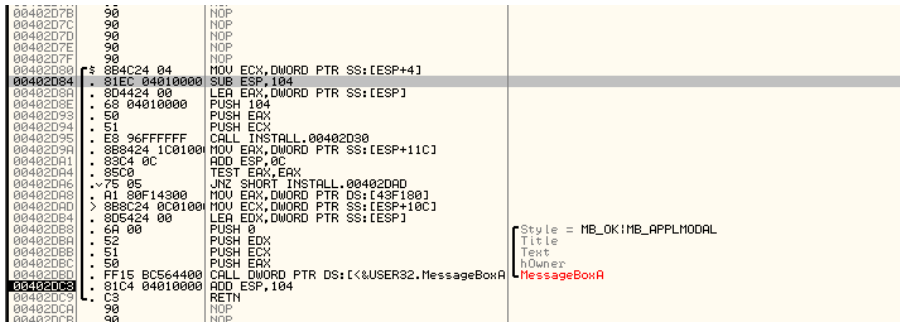 00402D7B 90 NOP
00402D7C 90 NOP
00402D7D 90 NOP
00402D7E 90 NOP
00402D7F 90 NOP
00402D80 $ 8B4C24 04 MOV ECX,DWORD PTR SS:[ESP+4]
00402D84 . 81EC 04010000 SUB ESP,104
00402D8A . 8D4424 00 LEA EAX,DWORD PTR SS:[ESP]
00402D8E . 68 04010000 PUSH 104
00402D93 . 50 PUSH EAX
00402D94 . 51 PUSH ECX
00402D95 . E8 96FFFFFF CALL INSTALL.00402D30
00402D9A . 8B8424 1C0100 MOV EAX,DWORD PTR SS:[ESP+11C]
00402DA1 . 83C4 0C ADD ESP,0C
00402DA4 . 85C0 TEST EAX,EAX
00402DA6 .v75 05 JNZ SHORT INSTALL.00402DAD
00402DA8 . A1 80F14300 MOV EAX,DWORD PTR DS:[43F180]
00402DAD > 8B8C24 0C0100 MOV ECX,DWORD PTR SS:[ESP+10C]
00402DB4 . 8D5424 00 LEA EDX,DWORD PTR SS:[ESP]
00402DB8 . 6A 00 PUSH 0 Style = MB_OK|MB_APPLMODAL
00402DBA . 52 PUSH EDX Title
00402DBB . 51 PUSH ECX Text
00402DBC . 50 PUSH EAX hOwner
00402DBD . FF15 BC564400 CALL DWORD PTR DS:[<&USER32.MessageBoxA MessageBoxA
00402DC3 . 81C4 04010000 ADD ESP,104
00402DC9 . C3 RETN
00402DCA 90 NOP
00402DCB 90 NOP